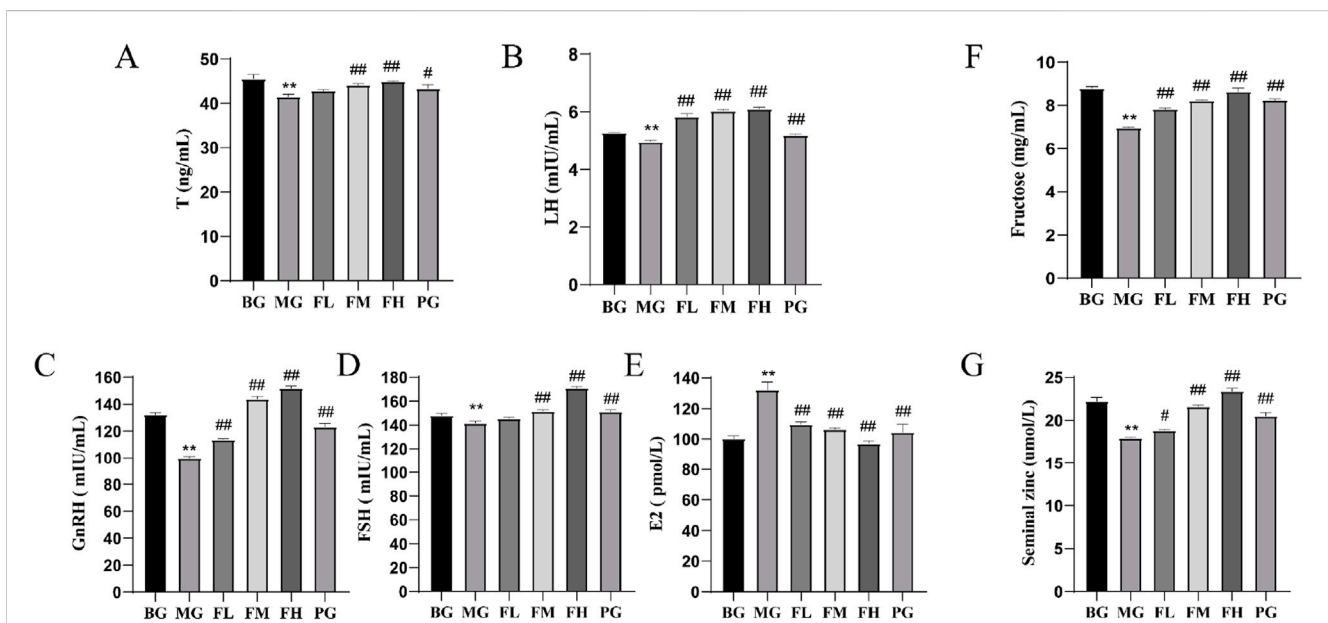 A
T (ng/mL)
50
40
30
20
10
0
** ## ## #
BG MG FL FM FH PG
B
LH (mIU/mL)
8
6
4
2
0
** ## ## ## ##
BG MG FL FM FH PG
F
Fructose (mg/mL)
10
8
6
4
2
0
** ## ## ## ##
BG MG FL FM FH PG
C
GnRH ( mIU/mL)
160
140
120
100
80
60
40
20
0
** ## ## ## ##
BG MG FL FM FH PG
D
FSH ( mIU/mL)
180
160
140
120
100
80
60
40
20
0
** ## ## ##
BG MG FL FM FH PG
E
E2 ( pmol/L)
140
120
100
80
60
40
20
0
** ## ## ## ##
BG MG FL FM FH PG
G
Seminal zinc (umol/L)
25
20
15
10
5
0
** # ## ## ##
BG MG FL FM FH PG